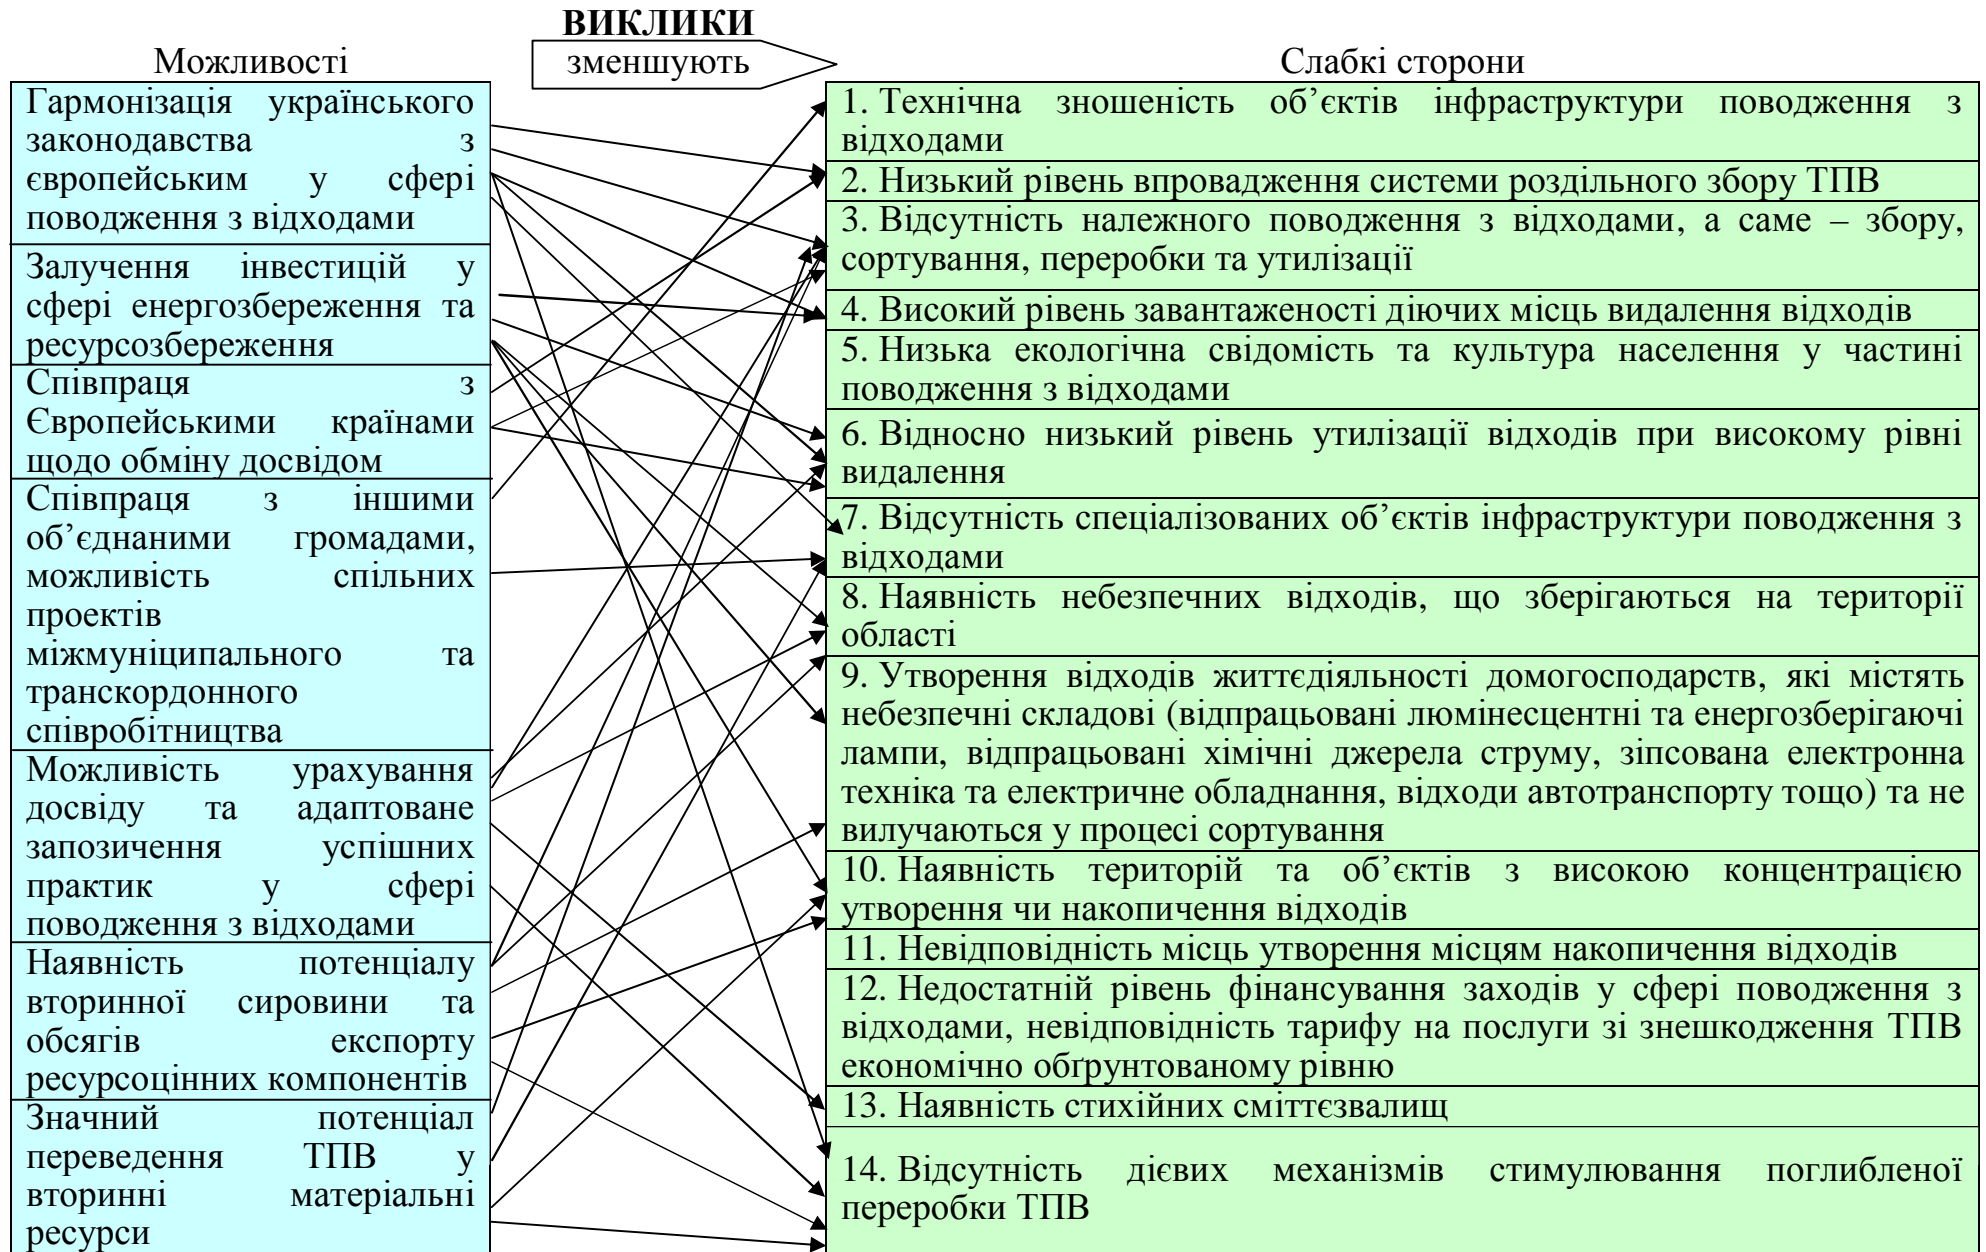 ВИКЛИКИ
зменшують
Можливості
Гармонізація українського
законодавства з
європейським у сфері
поводження з відходами
Залучення інвестицій у
сфері енергозбереження та
ресурсозбереження
Співпраця з
Європейськими країнами
щодо обміну досвідом
Співпраця з іншими
об’єднаними громадами,
можливість спільних
проектів
міжмуніципального та
транскордонного
співробітництва
Можливість урахування
досвіду та адаптоване
запозичення успішних
практик у сфері
поводження з відходами
Наявність потенціалу
вторинної сировини та
обсягів експорту
ресурсоцінних компонентів
Значний потенціал
переведення ТПВ у
вторинні матеріальні
ресурси
Слабкі сторони
1. Технічна зношеність об’єктів інфраструктури поводження з
відходами
2. Низький рівень впровадження системи роздільного збору ТПВ
3. Відсутність належного поводження з відходами, а саме – збору,
сортування, переробки та утилізації
4. Високий рівень завантаженості діючих місць видалення відходів
5. Низька екологічна свідомість та культура населення у частині
поводження з відходами
6. Відносно низький рівень утилізації відходів при високому рівні
видалення
7. Відсутність спеціалізованих об’єктів інфраструктури поводження з
відходами
8. Наявність небезпечних відходів, що зберігаються на території
області
9. Утворення відходів життєдіяльності домогосподарств, які містять
небезпечні складові (відпрацьовані люмінесцентні та енергозберігаючі
лампи, відпрацьовані хімічні джерела струму, зіпсована електронна
техніка та електричне обладнання, відходи автотранспорту тощо) та не
вилучаються у процесі сортування
10. Наявність територій та об’єктів з високою концентрацією
утворення чи накопичення відходів
11. Невідповідність місць утворення місцям накопичення відходів
12. Недостатній рівень фінансування заходів у сфері поводження з
відходами, невідповідність тарифу на послуги зі знешкодження ТПВ
економічно обґрунтованому рівню
13. Наявність стихійних сміттєзвалищ
14. Відсутність дієвих механізмів стимулювання поглибленої
переробки ТПВ